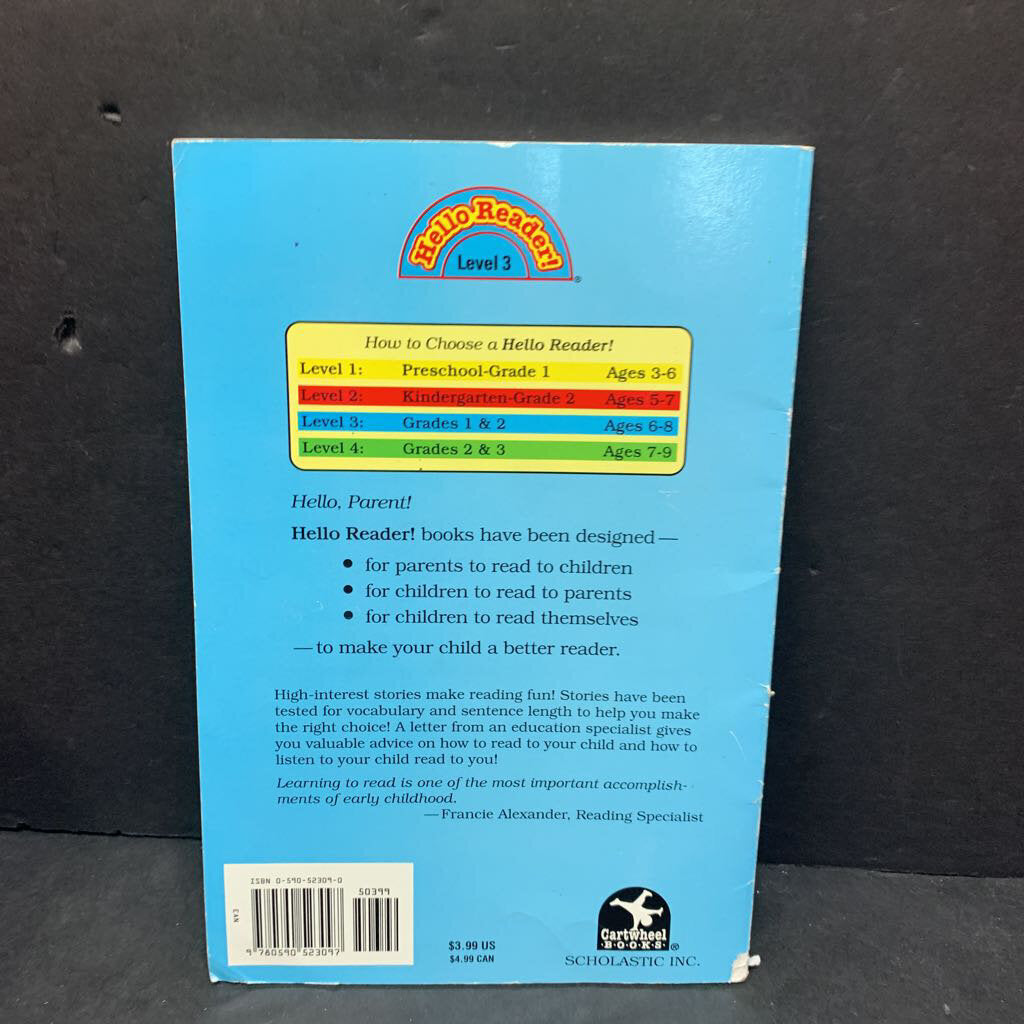 Hello Reader!
Level 3
®
How to Choose a Hello Reader!
Level 1: Preschool-Grade 1 Ages 3-6
Level 2: Kindergarten-Grade 2 Ages 5-7
Level 3: Grades 1 & 2 Ages 6-8
Level 4: Grades 2 & 3 Ages 7-9
Hello, Parent!
Hello Reader! books have been designed —
• for parents to read to children
• for children to read to parents
• for children to read themselves
— to make your child a better reader.
High-interest stories make reading fun! Stories have been
tested for vocabulary and sentence length to help you make
the right choice! A letter from an education specialist gives
you valuable advice on how to read to your child and how to
listen to your child read to you!
Learning to read is one of the most important accomplish-
ments of early childhood.
— Francie Alexander, Reading Specialist
ISBN 0-590-52309-0
50399
EAN
9 780590 523097
$3.99 US
$4.99 CAN
Cartwheel
·B·O·O·K·S· ®
SCHOLASTIC INC.